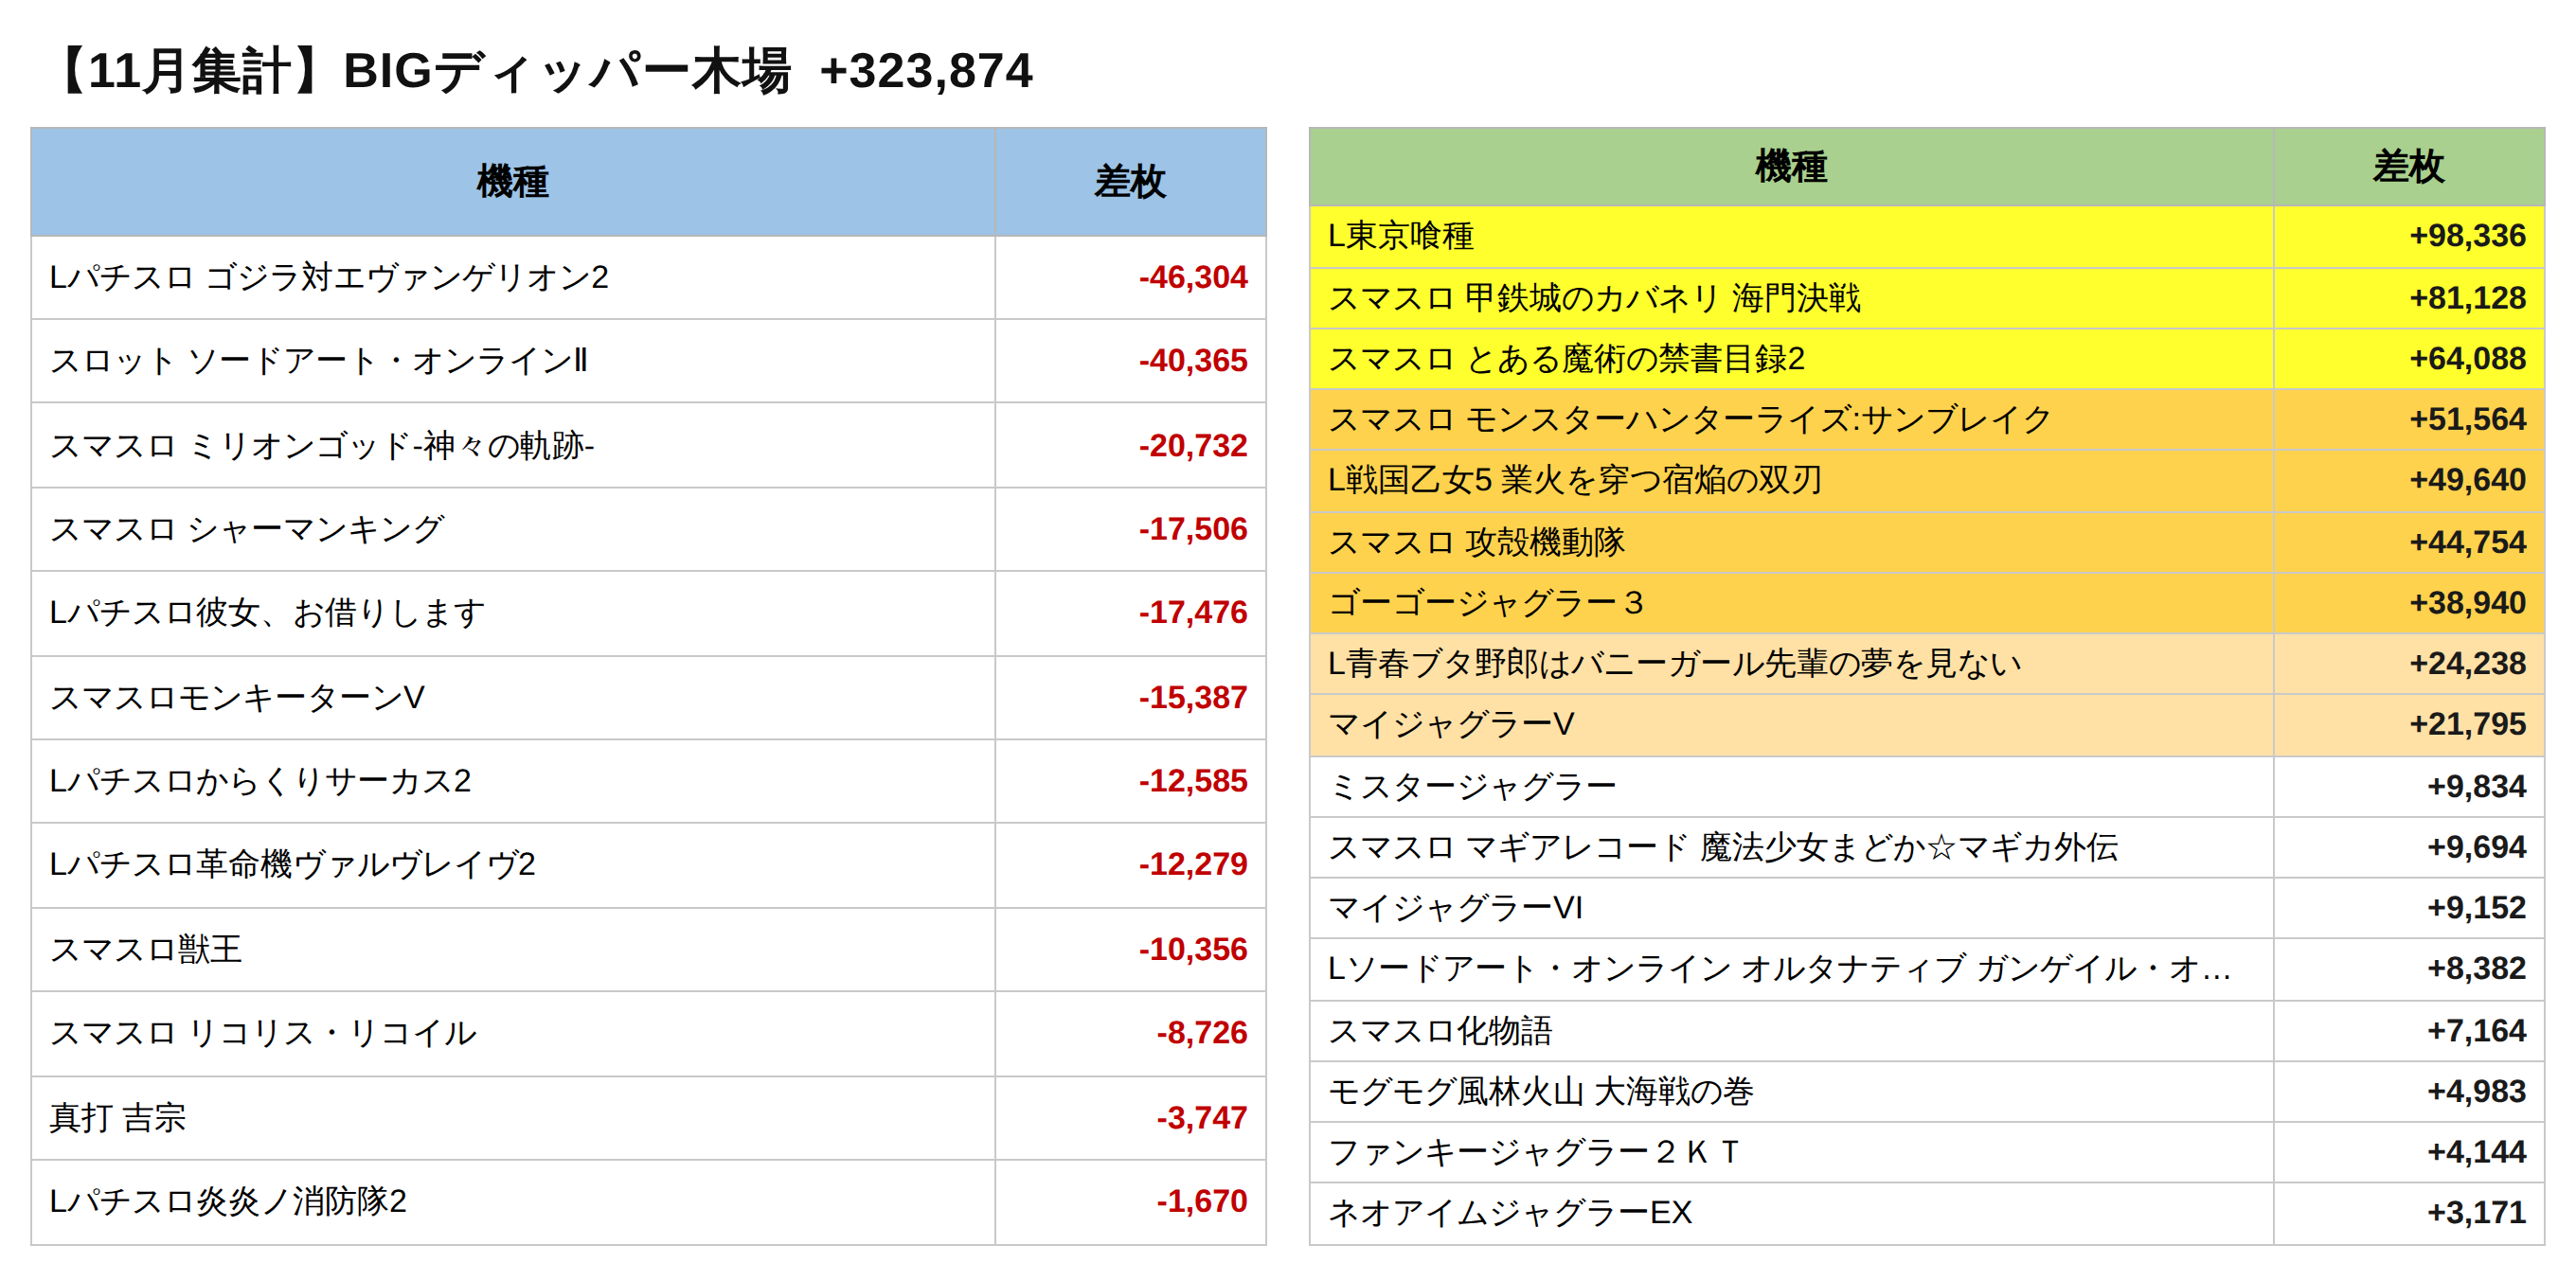 【11月集計】BIGディッパー木場 +323,874
機種 差枚
Lパチスロ ゴジラ対エヴァンゲリオン2 -46,304
スロット ソードアート・オンラインⅡ -40,365
スマスロ ミリオンゴッド-神々の軌跡- -20,732
スマスロ シャーマンキング -17,506
Lパチスロ彼女、お借りします -17,476
スマスロモンキーターンV -15,387
Lパチスロからくりサーカス2 -12,585
Lパチスロ革命機ヴァルヴレイヴ2 -12,279
スマスロ獣王 -10,356
スマスロ リコリス・リコイル -8,726
真打 吉宗 -3,747
Lパチスロ炎炎ノ消防隊2 -1,670
機種 差枚
L東京喰種 +98,336
スマスロ 甲鉄城のカバネリ 海門決戦 +81,128
スマスロ とある魔術の禁書目録2 +64,088
スマスロ モンスターハンターライズ:サンブレイク +51,564
L戦国乙女5 業火を穿つ宿焔の双刃 +49,640
スマスロ 攻殻機動隊 +44,754
ゴーゴージャグラー３ +38,940
L青春ブタ野郎はバニーガール先輩の夢を見ない +24,238
マイジャグラーV +21,795
ミスタージャグラー +9,834
スマスロ マギアレコード 魔法少女まどか☆マギカ外伝 +9,694
マイジャグラーVI +9,152
Lソードアート・オンライン オルタナティブ ガンゲイル・オ… +8,382
スマスロ化物語 +7,164
モグモグ風林火山 大海戦の巻 +4,983
ファンキージャグラー２ＫＴ +4,144
ネオアイムジャグラーEX +3,171